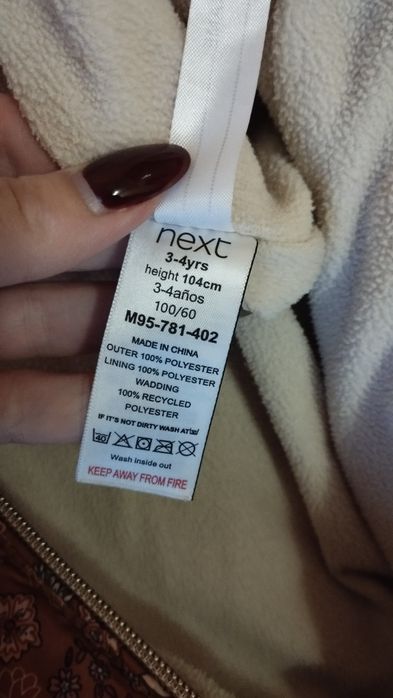 next
3-4yrs
height 104cm
3-4años
100/60
M95-781-402
MADE IN CHINA
OUTER 100% POLYESTER
LINING 100% POLYESTER
WADDING
100% RECYCLED
POLYESTER
IF IT'S NOT DIRTY WASH AT 30
40
Wash inside out
KEEP AWAY FROM FIRE